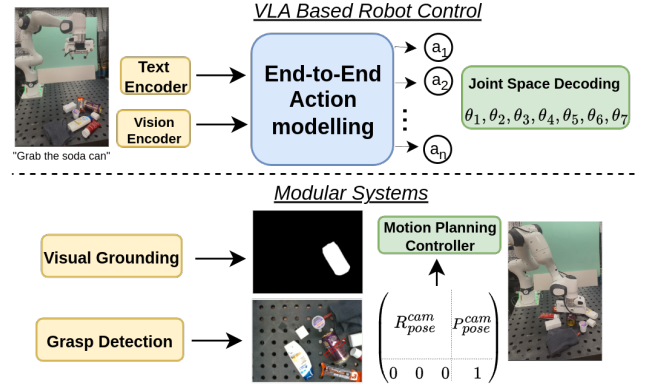 VLA Based Robot Control
Text
Encoder
Vision
Encoder
End-to-End
Action
modelling
a1
a2
⋮
an
Joint Space Decoding
θ1, θ2, θ3, θ4, θ5, θ6, θ7
"Grab the soda can"
Modular Systems
Visual Grounding
Grasp Detection
Motion Planning
Controller
R^cam_pose P^cam_pose
0 0 0 1